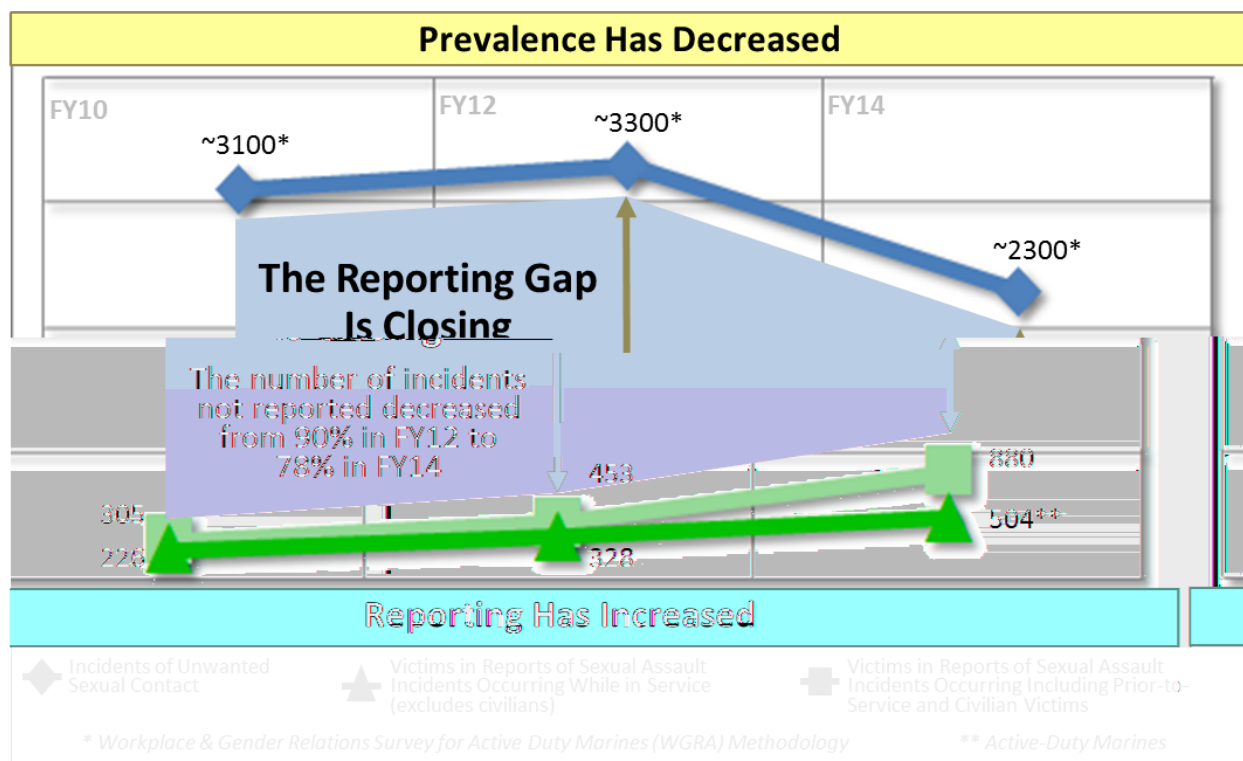 Prevalence Has Decreased
FY10
FY12
FY14
~3100*
~3300*
~2300*
The Reporting Gap
Is Closing
The number of incidents
not reported decreased
from 90% in FY12 to
78% in FY14
305
453
880
226
328
504**
Reporting Has Increased
Incidents of Unwanted
Sexual Contact
Victims in Reports of Sexual Assault
Incidents Occurring While in Service
(excludes civilians)
Victims in Reports of Sexual Assault
Incidents Occurring Including Prior-to-
Service and Civilian Victims
* Workplace & Gender Relations Survey for Active Duty Marines (WGRA) Methodology
** Active-Duty Marines